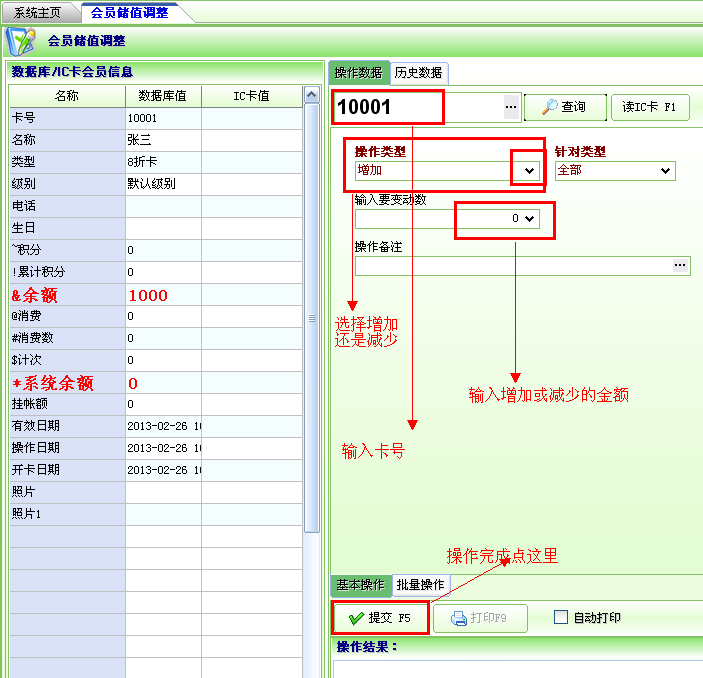 系统主页 会员储值调整
会员储值调整
数据库/IC卡会员信息
名称 数据库值 IC卡值
卡号 10001
名称 张三
类型 8折卡
级别 默认级别
电话
生日
^积分 0
!累计积分 0
&余额 1000
@消费 0
#消费数 0
$计次 0
*系统余额 0
挂帐额 0
有效日期 2013-02-26 1
操作日期 2013-02-26 1
开卡日期 2013-02-26 1
照片
照片1
操作数据 历史数据
10001 ... 查询 读IC卡 F1
操作类型 针对类型
增加 全部
输入要变动数
0
操作备注
...
选择增加
还是减少
输入增加或减少的金额
输入卡号
操作完成点这里
基本操作 批量操作
提交 F5 打印F9 自动打印
操作结果：